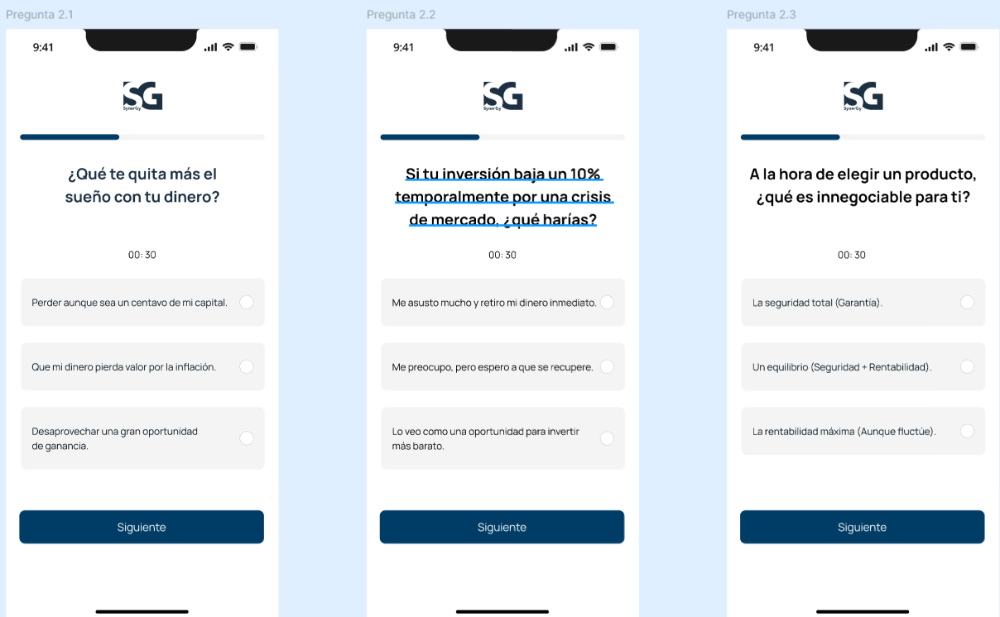 Pregunta 2.1
9:41
SG
SynerGy
¿Qué te quita más el
sueño con tu dinero?
00: 30
Perder aunque sea un centavo de mi capital.
Que mi dinero pierda valor por la inflación.
Desaprovechar una gran oportunidad
de ganancia.
Siguiente
Pregunta 2.2
9:41
SG
SynerGy
Si tu inversión baja un 10%
temporalmente por una crisis
de mercado, ¿qué harías?
00: 30
Me asusto mucho y retiro mi dinero inmediato.
Me preocupo, pero espero a que se recupere.
Lo veo como una oportunidad para invertir
más barato.
Siguiente
Pregunta 2.3
9:41
SG
SynerGy
A la hora de elegir un producto,
¿qué es innegociable para ti?
00: 30
La seguridad total (Garantía).
Un equilibrio (Seguridad + Rentabilidad).
La rentabilidad máxima (Aunque fluctúe).
Siguiente